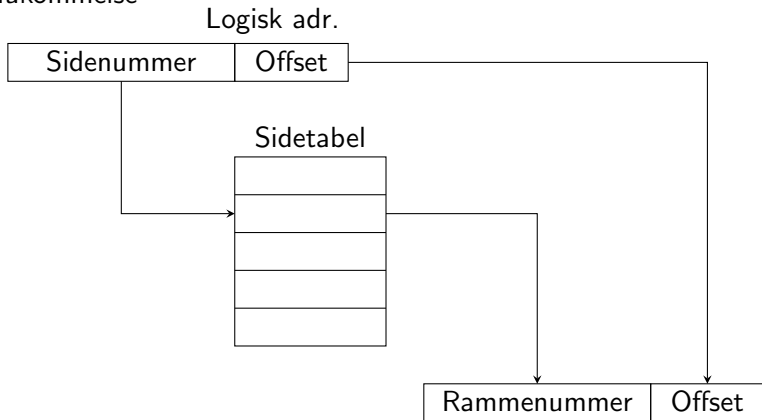 Logisk adr.
Sidenummer Offset
Sidetabel
Rammenummer Offset